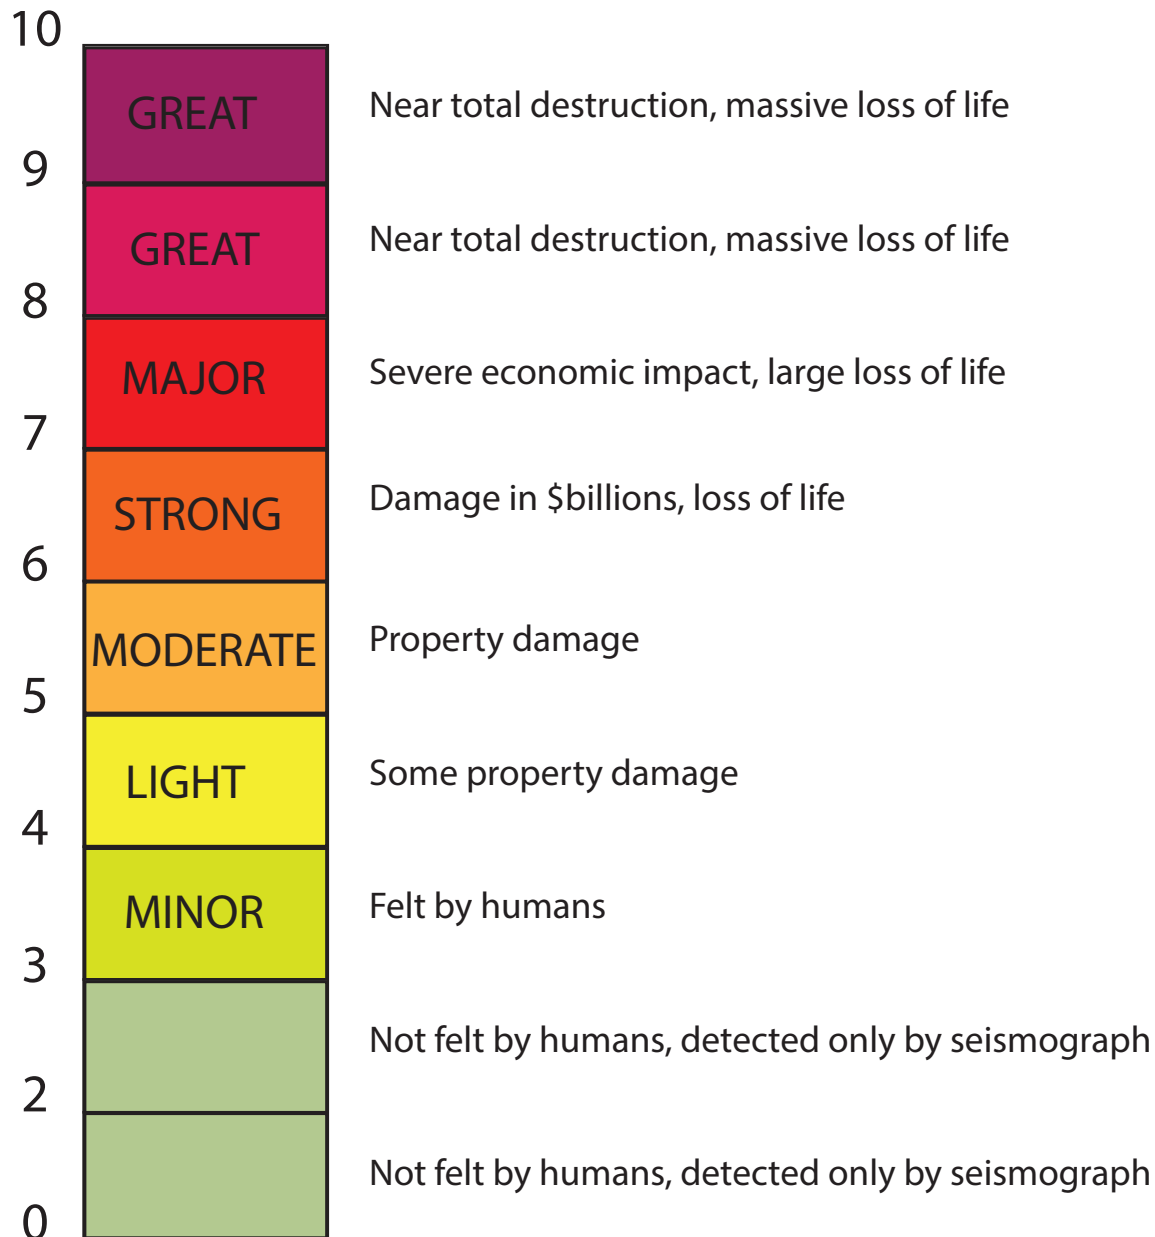 10
GREAT Near total destruction, massive loss of life
9
GREAT Near total destruction, massive loss of life
8
MAJOR Severe economic impact, large loss of life
7
STRONG Damage in $billions, loss of life
6
MODERATE Property damage
5
LIGHT Some property damage
4
MINOR Felt by humans
3
Not felt by humans, detected only by seismograph
2
Not felt by humans, detected only by seismograph
0